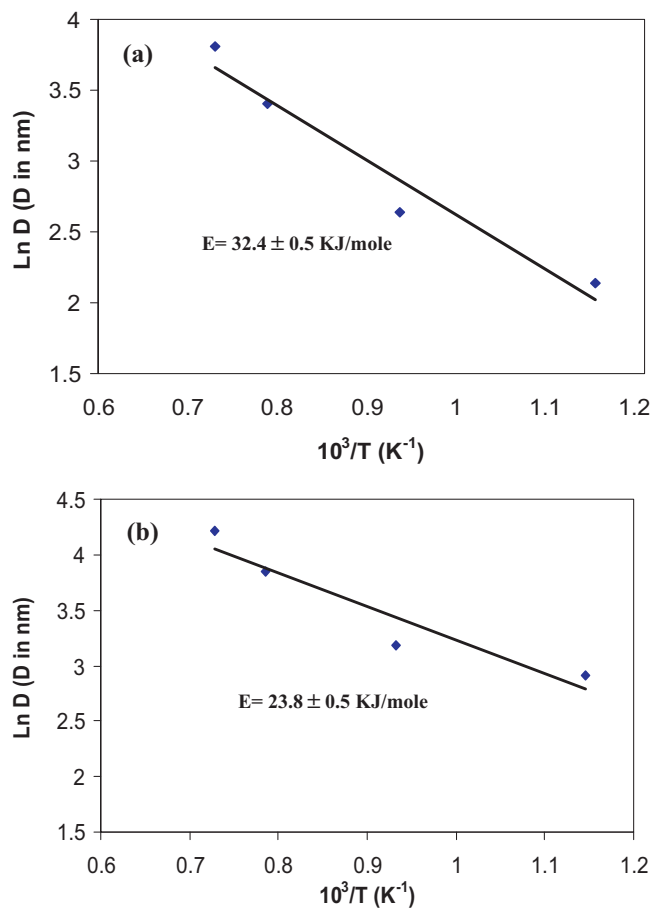 (a)
4
3.5
3
2.5
2
1.5
Ln D (D in nm)
E= 32.4 ± 0.5 KJ/mole
0.6 0.7 0.8 0.9 1 1.1 1.2
10³/T (K⁻¹)
(b)
4.5
4
3.5
3
2.5
2
1.5
Ln D (D in nm)
E= 23.8 ± 0.5 KJ/mole
0.6 0.7 0.8 0.9 1 1.1 1.2
10³/T (K⁻¹)